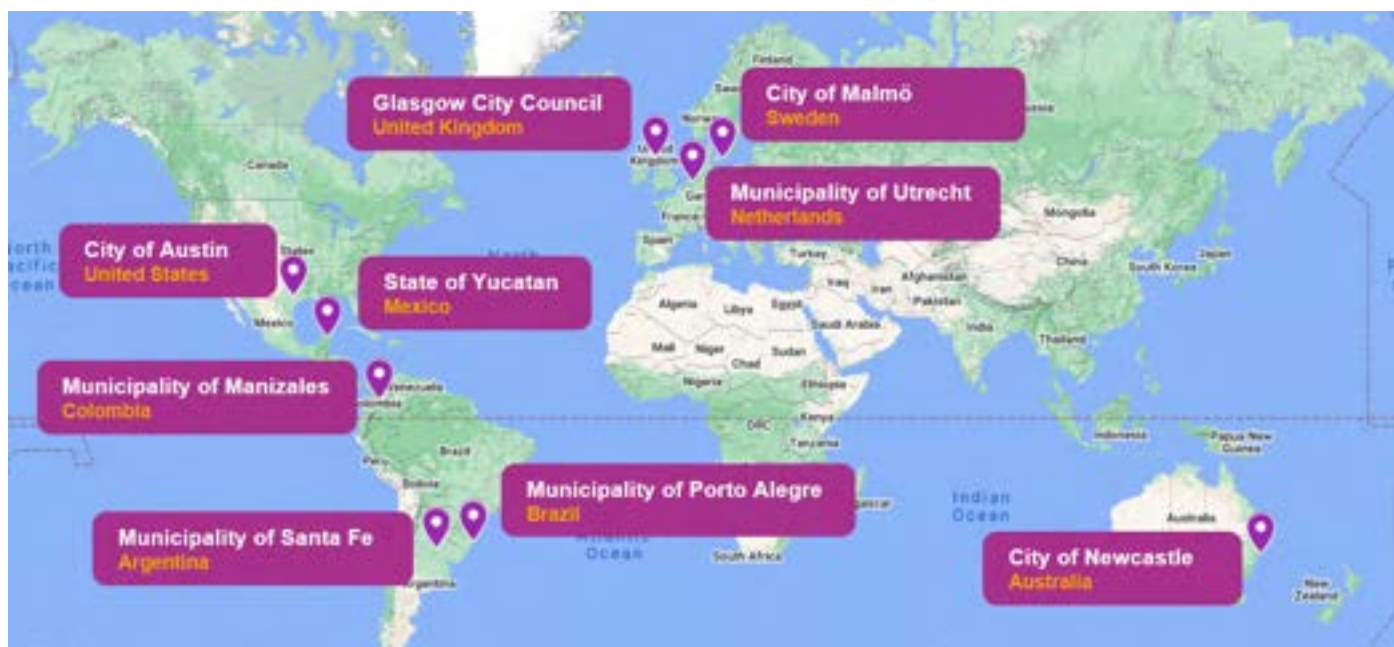 Finland
Glasgow City Council
United Kingdom
City of Malmö
Sweden
Kingdom
Canada
Municipality of Utrecht
Netherlands
France
Spain
Mongolia
City of Austin
United States
States
State of Yucatan
Mexico
Mexico
Turkey
Iraq
Iran
Afghanistan
Pakistan
China
South Korea
Japan
Algeria
Libya
Egypt
Saudi Arabia
India
Thailand
Mali
Niger
Chad
Sudan
Nigeria
Ethiopia
Municipality of Manizales
Colombia
Venezuela
DRC
Kenya
Tanzania
Indonesia
Papua New
Guinea
Peru
Brazil
Bolivia
Municipality of Porto Alegre
Brazil
Indian
Ocean
Municipality of Santa Fe
Argentina
Ocean
South Africa
Australia
City of Newcastle
Australia
New
Zealand